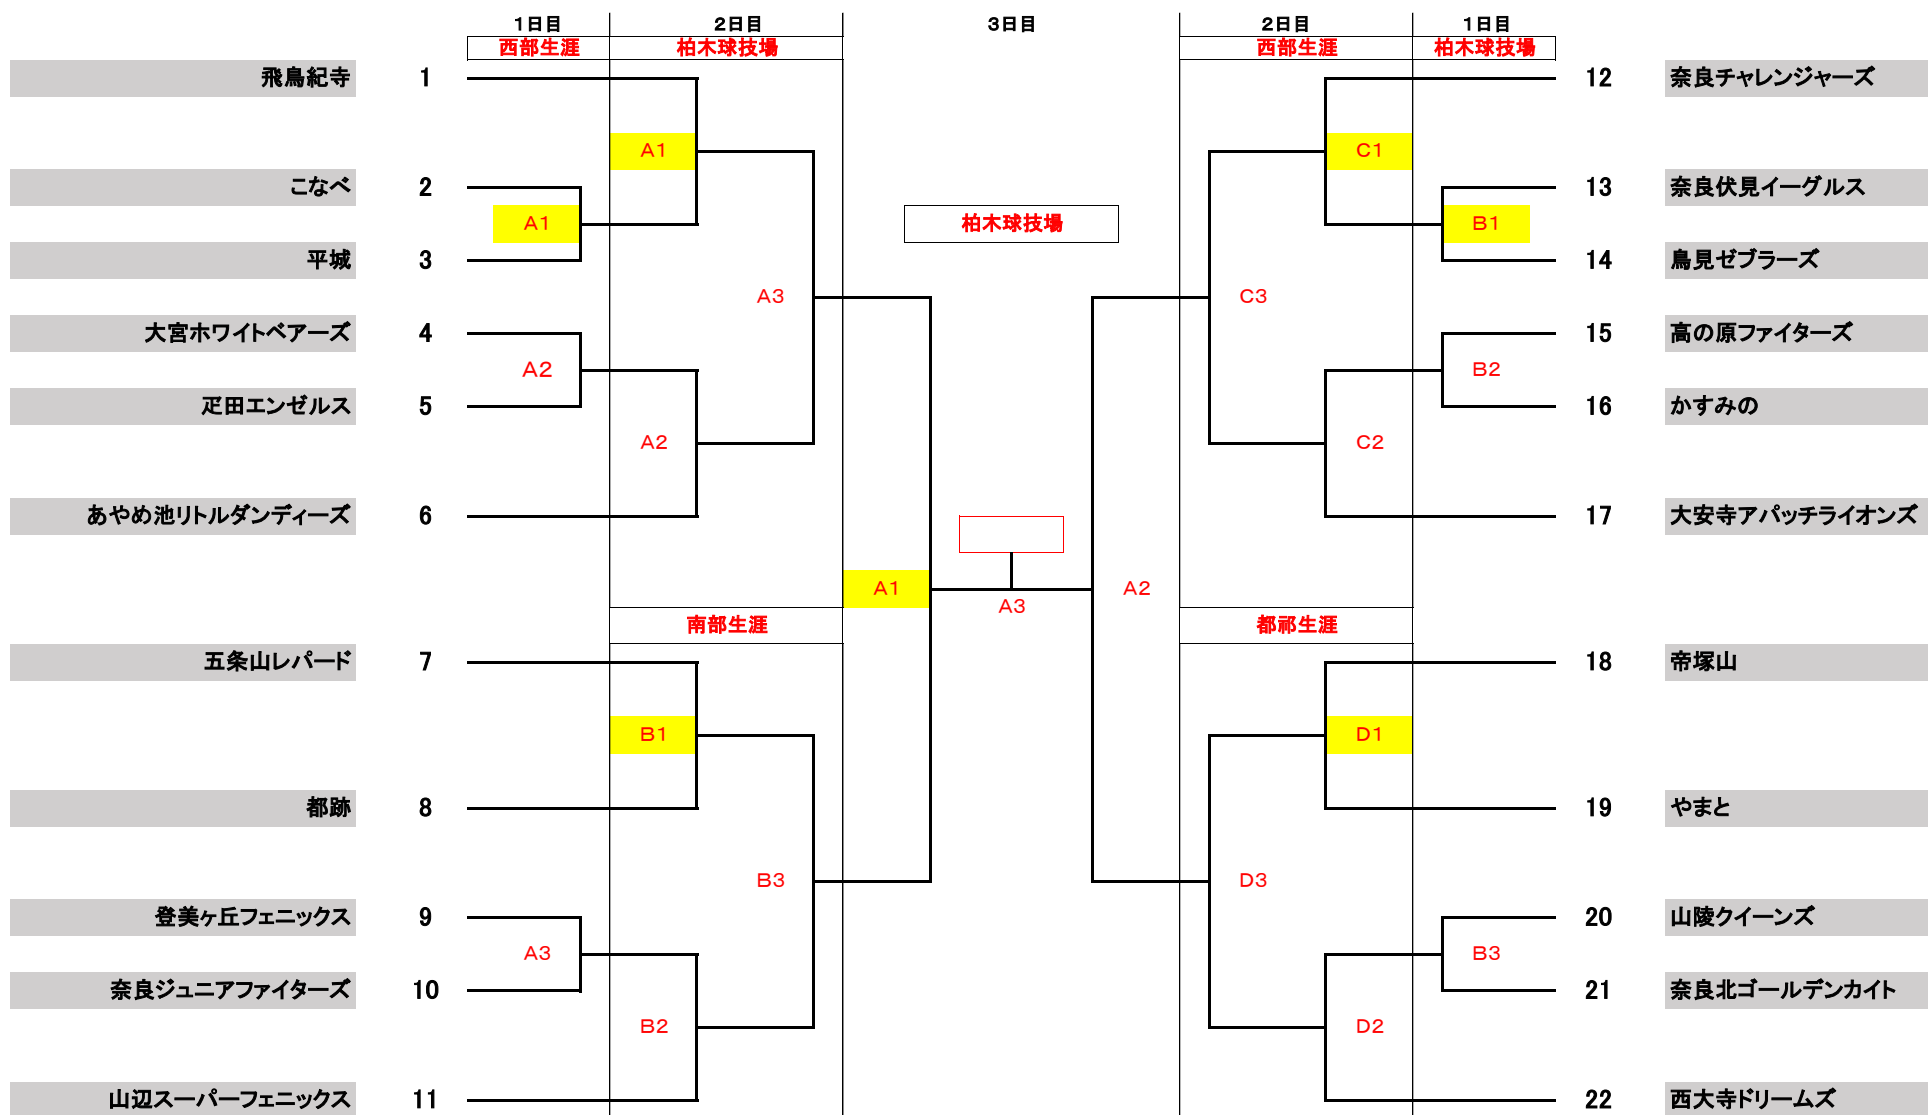 1日目 2日目 3日目 2日目 1日目
西部生涯 柏木球技場 西部生涯 柏木球技場
飛鳥紀寺 1 12 奈良チャレンジャーズ
A1 C1
こなべ 2 13 奈良伏見イーグルス
A1 柏木球技場 B1
平城 3 14 鳥見ゼブラーズ
A3 C3
大宮ホワイトベアーズ 4 15 高の原ファイターズ
A2 B2
疋田エンゼルス 5 16 かすみの
A2 C2
あやめ池リトルダンディーズ 6 17 大安寺アパッチライオンズ
A1 A2
A3
南部生涯 都祁生涯
五条山レパード 7 18 帝塚山
B1 D1
都跡 8 19 やまと
B3 D3
登美ヶ丘フェニックス 9 20 山陵クイーンズ
A3 B3
奈良ジュニアファイターズ 10 21 奈良北ゴールデンカイト
B2 D2
山辺スーパーフェニックス 11 22 西大寺ドリームズ